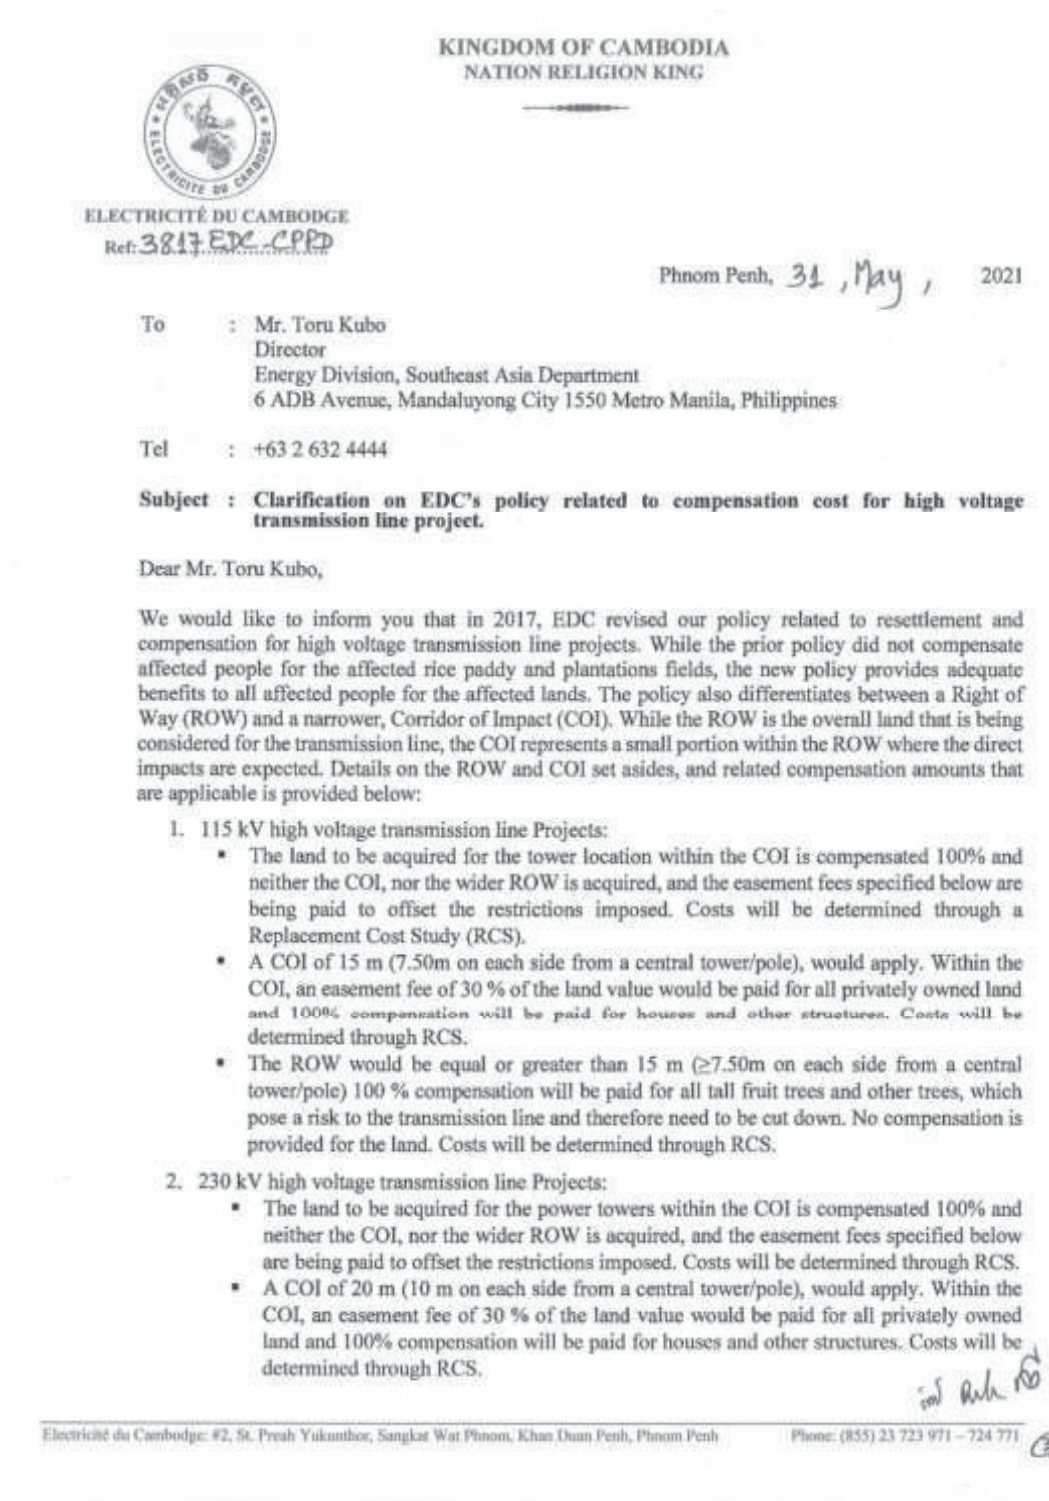 KINGDOM OF CAMBODIA
NATION RELIGION KING
ELECTRICITE DU CAMBODGE
ELECTRICITÉ DU CAMBODGE
Ref: 3817 EDC-CPPD
Phnom Penh, 31, May, 2021
To : Mr. Toru Kubo
Director
Energy Division, Southeast Asia Department
6 ADB Avenue, Mandaluyong City 1550 Metro Manila, Philippines
Tel : +63 2 632 4444
Subject : Clarification on EDC's policy related to compensation cost for high voltage
transmission line project.
Dear Mr. Toru Kubo,
We would like to inform you that in 2017, EDC revised our policy related to resettlement and
compensation for high voltage transmission line projects. While the prior policy did not compensate
affected people for the affected rice paddy and plantations fields, the new policy provides adequate
benefits to all affected people for the affected lands. The policy also differentiates between a Right of
Way (ROW) and a narrower, Corridor of Impact (COI). While the ROW is the overall land that is being
considered for the transmission line, the COI represents a small portion within the ROW where the direct
impacts are expected. Details on the ROW and COI set asides, and related compensation amounts that
are applicable is provided below:
1. 115 kV high voltage transmission line Projects:
▪ The land to be acquired for the tower location within the COI is compensated 100% and
neither the COI, nor the wider ROW is acquired, and the easement fees specified below are
being paid to offset the restrictions imposed. Costs will be determined through a
Replacement Cost Study (RCS).
▪ A COI of 15 m (7.50m on each side from a central tower/pole), would apply. Within the
COI, an easement fee of 30 % of the land value would be paid for all privately owned land
and 100% compensation will be paid for houses and other structures. Costs will be
determined through RCS.
▪ The ROW would be equal or greater than 15 m (≥7.50m on each side from a central
tower/pole) 100 % compensation will be paid for all tall fruit trees and other trees, which
pose a risk to the transmission line and therefore need to be cut down. No compensation is
provided for the land. Costs will be determined through RCS.
2. 230 kV high voltage transmission line Projects:
▪ The land to be acquired for the power towers within the COI is compensated 100% and
neither the COI, nor the wider ROW is acquired, and the easement fees specified below
are being paid to offset the restrictions imposed. Costs will be determined through RCS.
▪ A COI of 20 m (10 m on each side from a central tower/pole), would apply. Within the
COI, an easement fee of 30 % of the land value would be paid for all privately owned
land and 100% compensation will be paid for houses and other structures. Costs will be
determined through RCS.
Electricité du Cambodge: #2, St. Preah Yukunthor, Sangkat Wat Phnom, Khan Duan Penh, Phnom Penh Phone: (855) 23 723 971 – 724 771